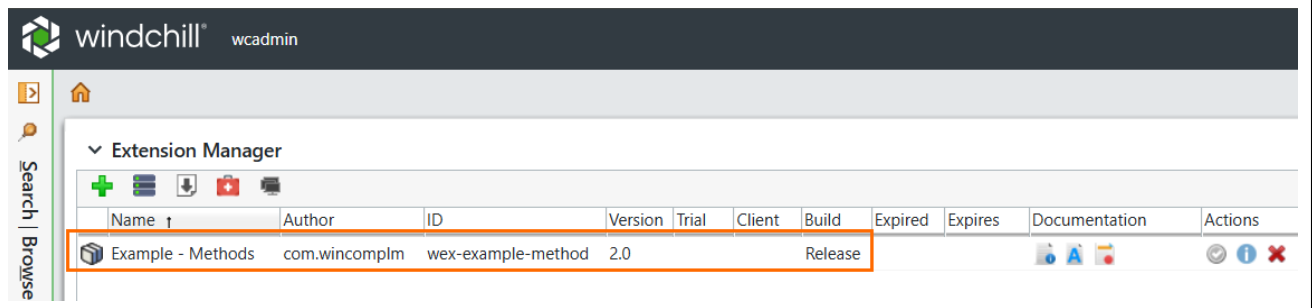 windchill® wcadmin
Search | Browse
Extension Manager
Name ↑ Author ID Version Trial Client Build Expired Expires Documentation Actions
Example - Methods com.wincomplm wex-example-method 2.0 Release